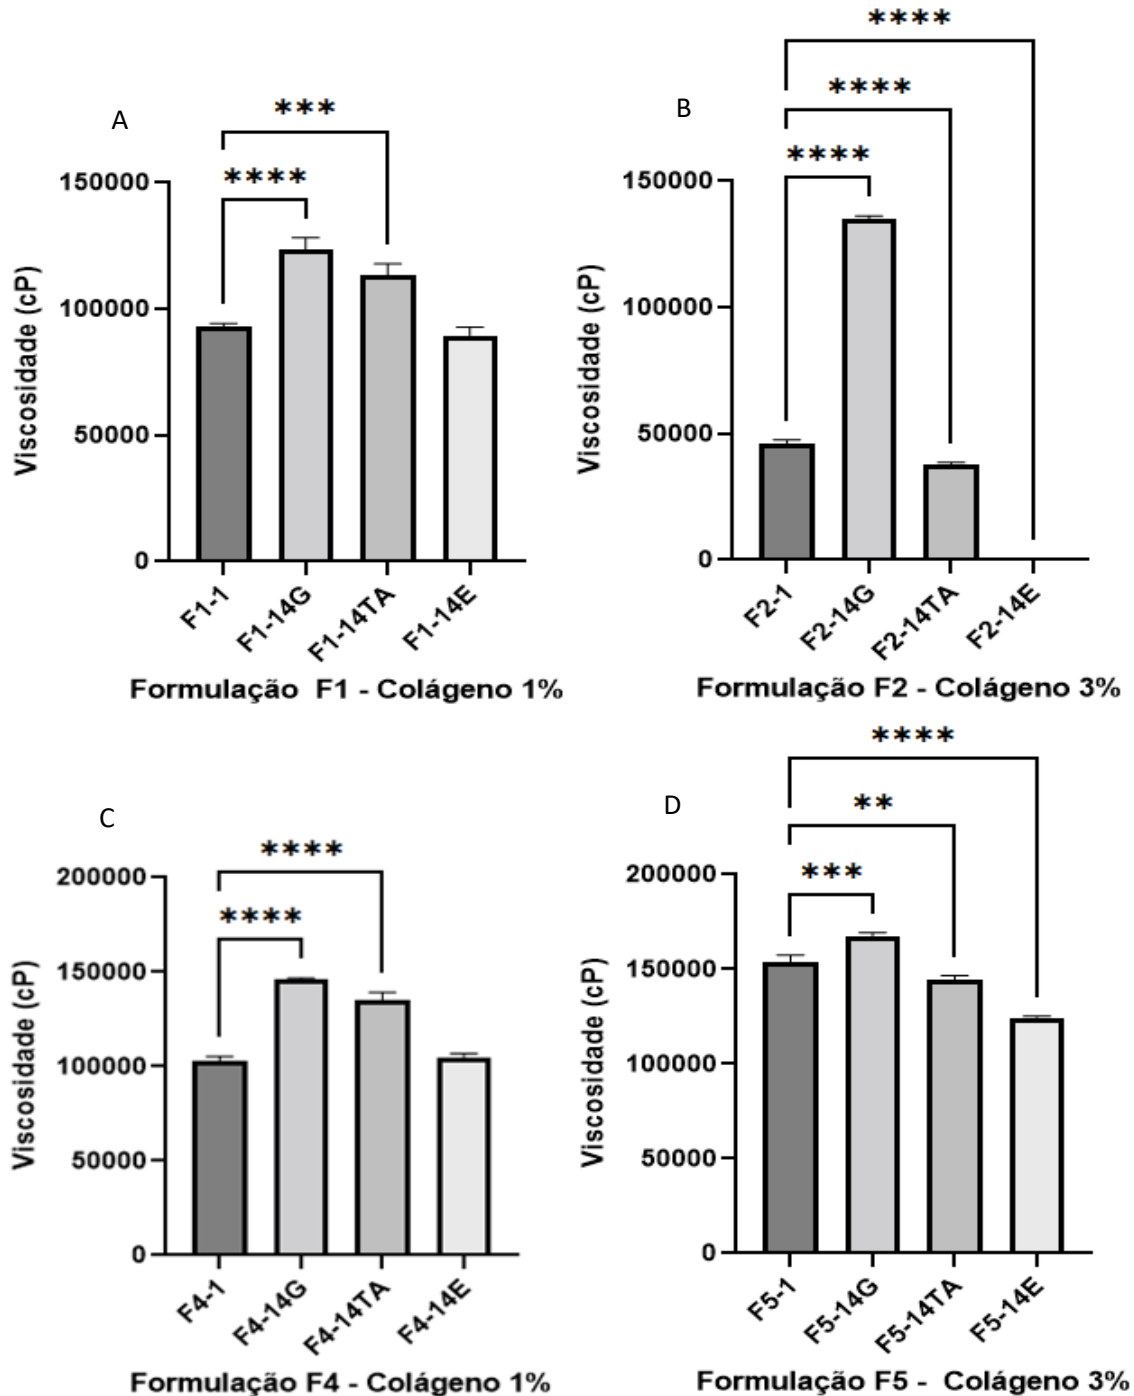 A
***
****
150000
100000
50000
0
Viscosidade (cP)
F1-1
F1-14G
F1-14TA
F1-14E
Formulação F1 - Colágeno 1%
B
****
****
****
150000
100000
50000
0
Viscosidade (cP)
F2-1
F2-14G
F2-14TA
F2-14E
Formulação F2 - Colágeno 3%
C
****
****
200000
150000
100000
50000
0
Viscosidade (cP)
F4-1
F4-14G
F4-14TA
F4-14E
Formulação F4 - Colágeno 1%
D
****
**
***
200000
150000
100000
50000
0
Viscosidade (cP)
F5-1
F5-14G
F5-14TA
F5-14E
Formulação F5 - Colágeno 3%